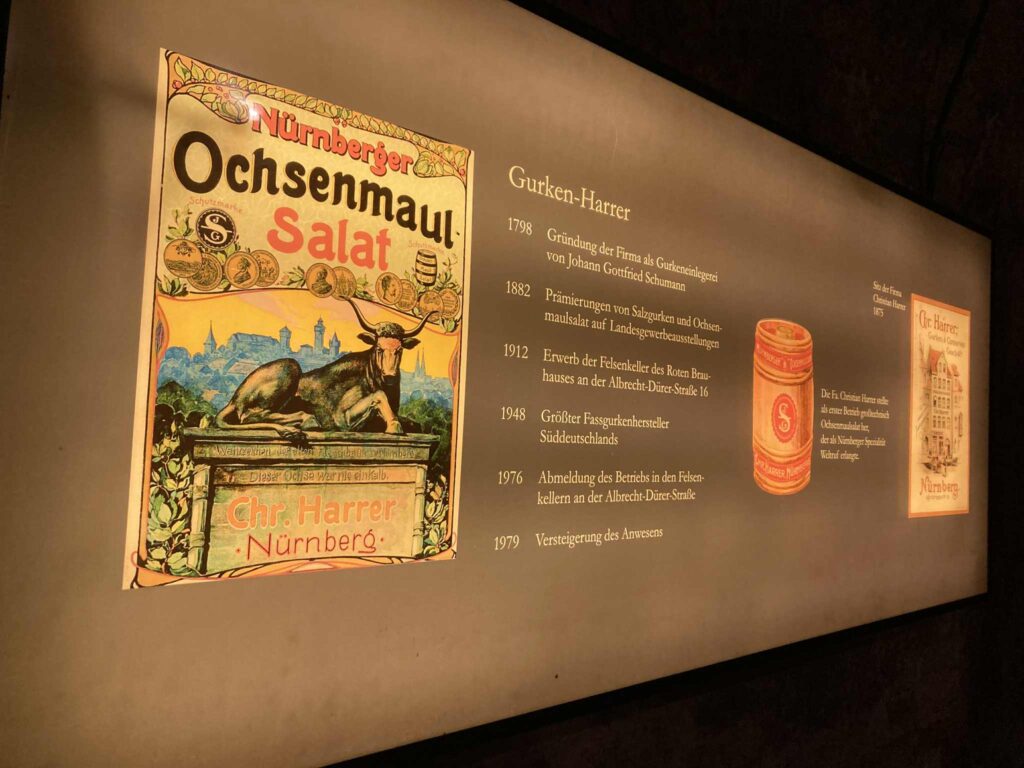 Nürnberger
Ochsenmaul
Salat
Schutzmarke
S
Dieser Ochse war nie ein Kalb.
Chr. Harrer
Nürnberg
Gurken-Harrer
1798 Gründung der Firma als Gurkeneinlegerei
von Johann Gottfried Schumann
1882 Prämierungen von Salzgurken und Ochsen-
maulsalat auf Landesgewerbeausstellungen
1912 Erwerb der Felsenkeller des Roten Brau-
hauses an der Albrecht-Dürer-Straße 16
1948 Größter Fassgurkenhersteller
Süddeutschlands
1976 Abmeldung des Betriebs in den Felsen-
kellern an der Albrecht-Dürer-Straße
1979 Versteigerung des Anwesens
S
CHR. HARRER NÜRNBERG
Die Fa. Christian Harrer stellte
als erster Betrieb großtechnisch
Ochsenmaulsalat her,
der als Nürnberger Spezialität
Weltruf erlangte.
Sitz der Firma
Christian Harrer
1875
Chr. Harrer
Nürnberg